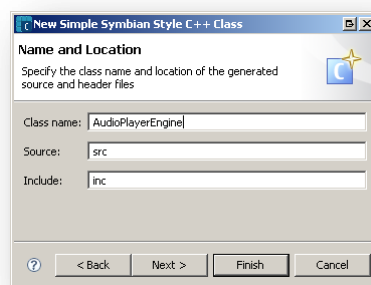 New Simple Symbian Style C++ Class
Name and Location
Specify the class name and location of the generated
source and header files
Class name: AudioPlayerEngine
Source: src
Include: inc
< Back Next > Finish Cancel